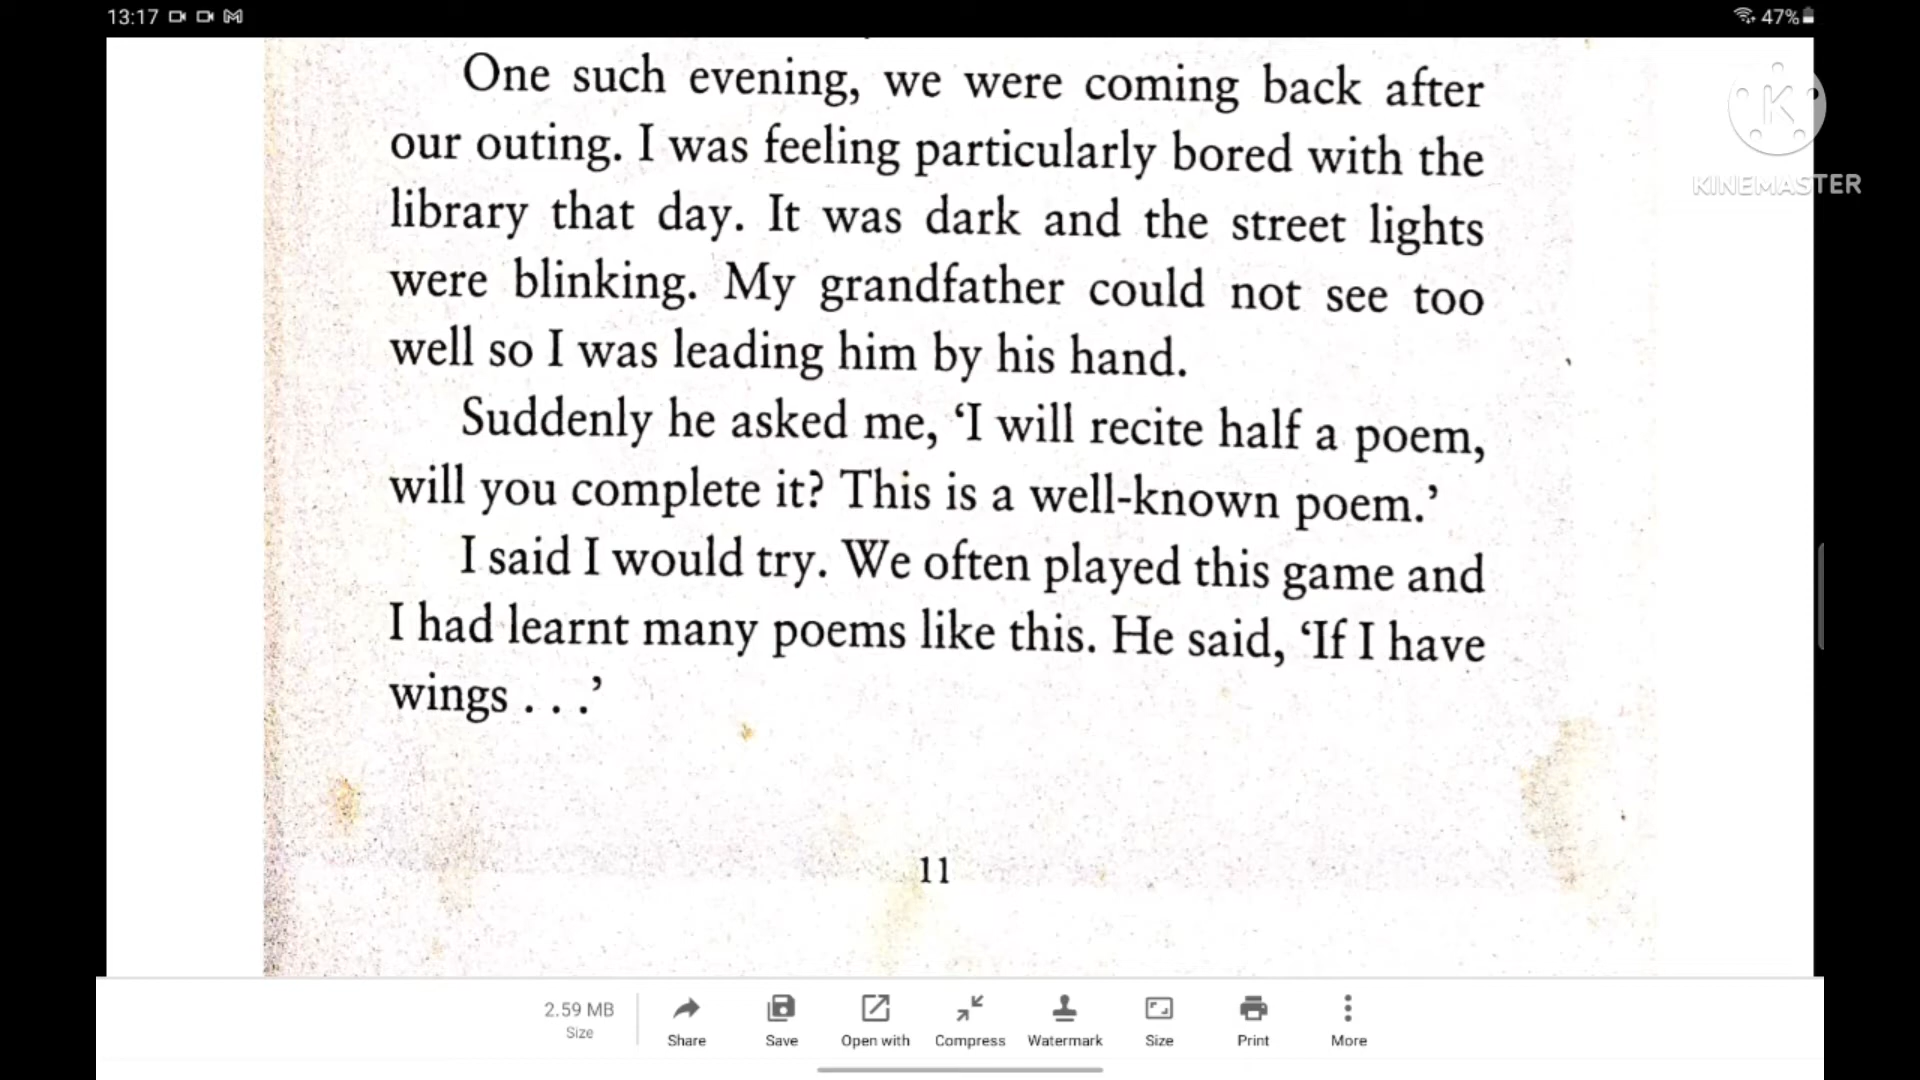 13:17
47%
KINEMASTER
One such evening, we were coming back after
our outing. I was feeling particularly bored with the
library that day. It was dark and the street lights
were blinking. My grandfather could not see too
well so I was leading him by his hand.
Suddenly he asked me, ‘I will recite half a poem,
will you complete it? This is a well-known poem.’
I said I would try. We often played this game and
I had learnt many poems like this. He said, ‘If I have
wings . . .’
11
2.59 MB
Size
Share
Save
Open with
Compress
Watermark
Size
Print
More